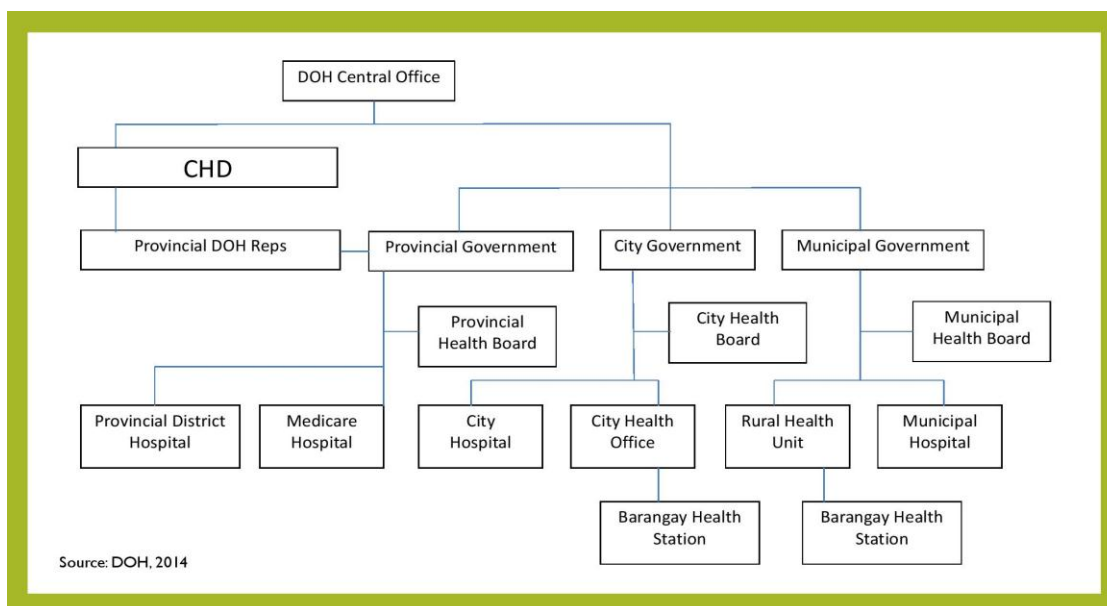 DOH Central Office
CHD
Provincial DOH Reps
Provincial Government
City Government
Municipal Government
Provincial
Health Board
City Health
Board
Municipal
Health Board
Provincial District
Hospital
Medicare
Hospital
City
Hospital
City Health
Office
Rural Health
Unit
Municipal
Hospital
Barangay Health
Station
Barangay Health
Station
Source: DOH, 2014